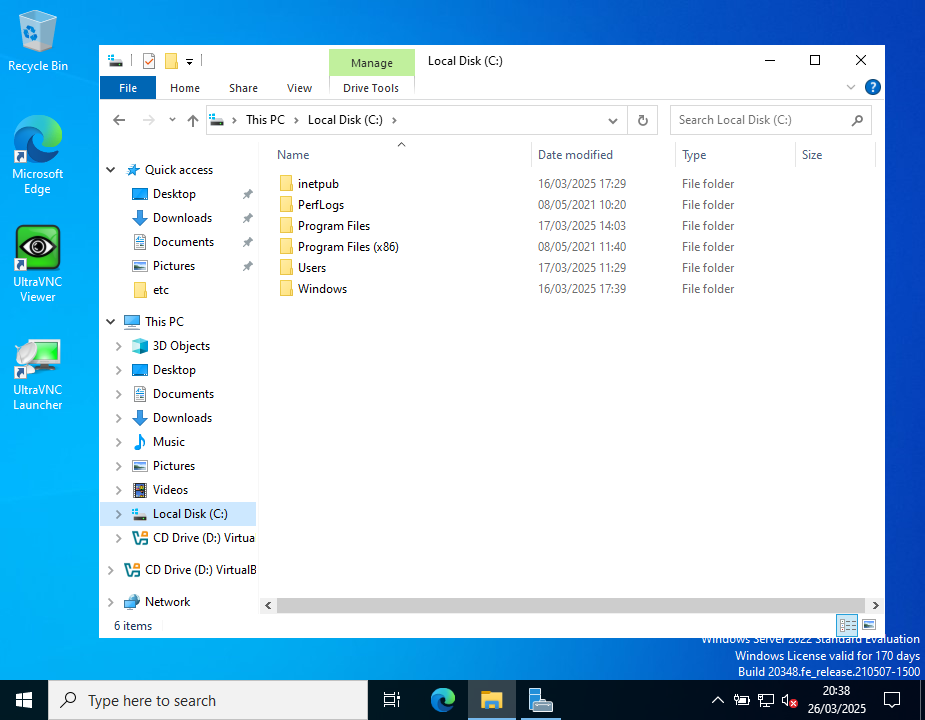 Recycle Bin
Microsoft
Edge
UltraVNC
Viewer
UltraVNC
Launcher
Manage
Local Disk (C:)
File
Home
Share
View
Drive Tools
This PC
Local Disk (C:)
Search Local Disk (C:)
Name
Date modified
Type
Size
Quick access
Desktop
Downloads
Documents
Pictures
etc
This PC
3D Objects
Desktop
Documents
Downloads
Music
Pictures
Videos
Local Disk (C:)
CD Drive (D:) Virtua
CD Drive (D:) VirtualB
Network
inetpub 16/03/2025 17:29 File folder
PerfLogs 08/05/2021 10:20 File folder
Program Files 17/03/2025 14:03 File folder
Program Files (x86) 08/05/2021 11:40 File folder
Users 17/03/2025 11:29 File folder
Windows 16/03/2025 17:39 File folder
6 items
Windows Server 2022 Standard Evaluation
Windows License valid for 170 days
Build 20348.fe_release.210507-1500
Type here to search
20:38
26/03/2025